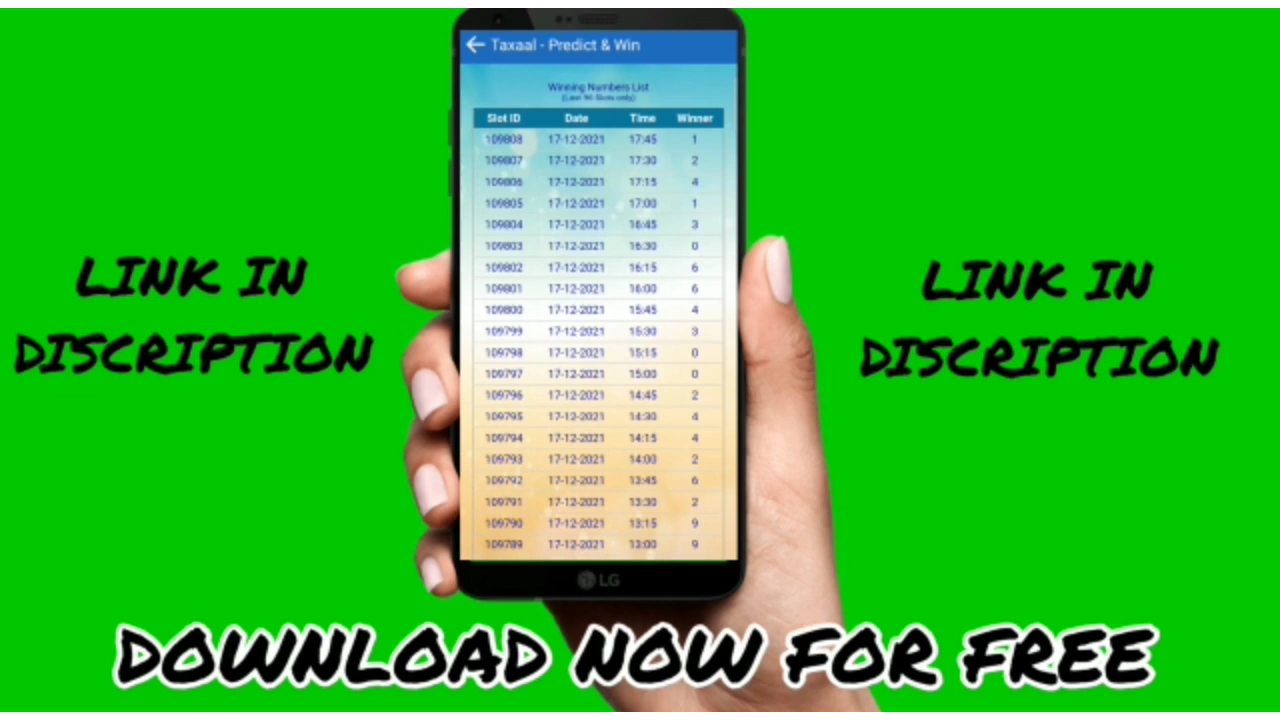 Taxaal - Predict & Win
Winning Numbers List
(Last 96 Slots only)
Slot ID Date Time Winner
109808 17-12-2021 17:45 1
109807 17-12-2021 17:30 2
109806 17-12-2021 17:15 4
109805 17-12-2021 17:00 1
109804 17-12-2021 16:45 3
109803 17-12-2021 16:30 0
109802 17-12-2021 16:15 6
109801 17-12-2021 16:00 6
109800 17-12-2021 15:45 4
109799 17-12-2021 15:30 3
109798 17-12-2021 15:15 0
109797 17-12-2021 15:00 0
109796 17-12-2021 14:45 2
109795 17-12-2021 14:30 4
109794 17-12-2021 14:15 4
109793 17-12-2021 14:00 2
109792 17-12-2021 13:45 6
109791 17-12-2021 13:30 2
109790 17-12-2021 13:15 9
109789 17-12-2021 13:00 9
LG
LINK IN
DISCRIPTION
LINK IN
DISCRIPTION
DOWNLOAD NOW FOR FREE